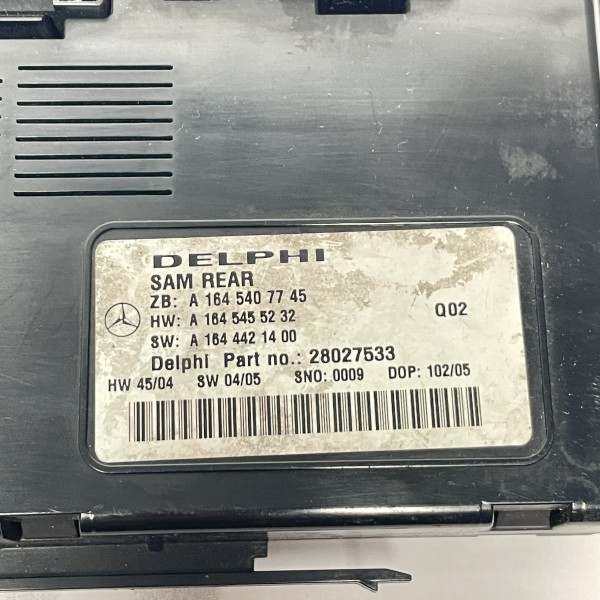 DELPHI
SAM REAR
ZB: A 164 540 77 45
HW: A 164 545 52 32 Q02
SW: A 164 442 14 00
Delphi Part no.: 28027533
HW 45/04 SW 04/05 SNO: 0009 DOP: 102/05